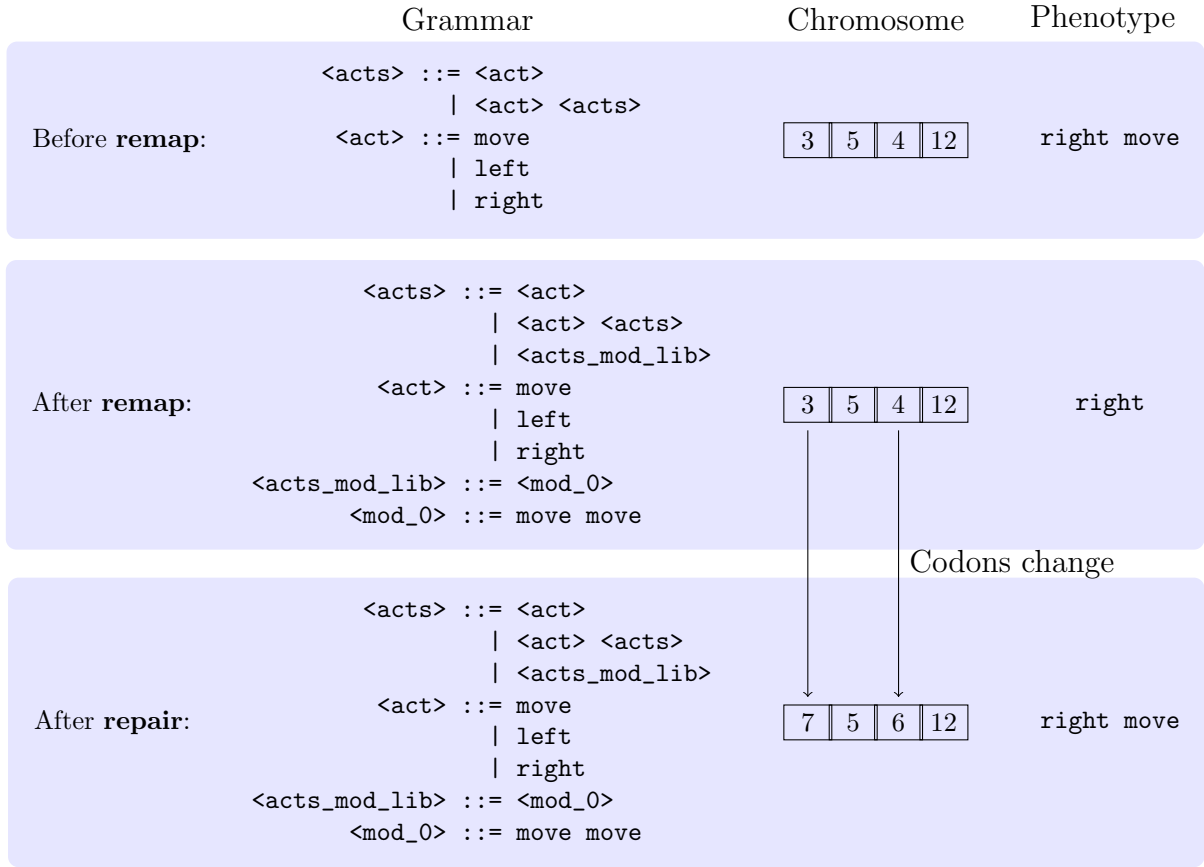 Grammar Chromosome Phenotype
<acts> ::= <act>
| <act> <acts>
Before remap: <act> ::= move 3 5 4 12 right move
| left
| right
<acts> ::= <act>
| <act> <acts>
| <acts_mod_lib>
After remap: <act> ::= move 3 5 4 12 right
| left
| right
<acts_mod_lib> ::= <mod_0>
<mod_0> ::= move move
Codons change
<acts> ::= <act>
| <act> <acts>
| <acts_mod_lib>
After repair: <act> ::= move 7 5 6 12 right move
| left
| right
<acts_mod_lib> ::= <mod_0>
<mod_0> ::= move move